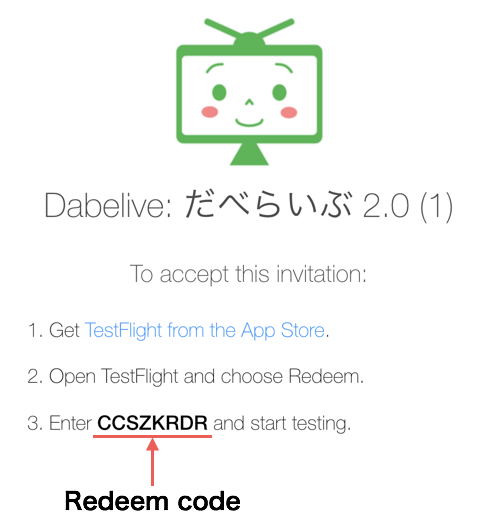 Dabelive: だべらいぶ 2.0 (1)
To accept this invitation:
1. Get TestFlight from the App Store.
2. Open TestFlight and choose Redeem.
3. Enter CCSZKRDR and start testing.
Redeem code